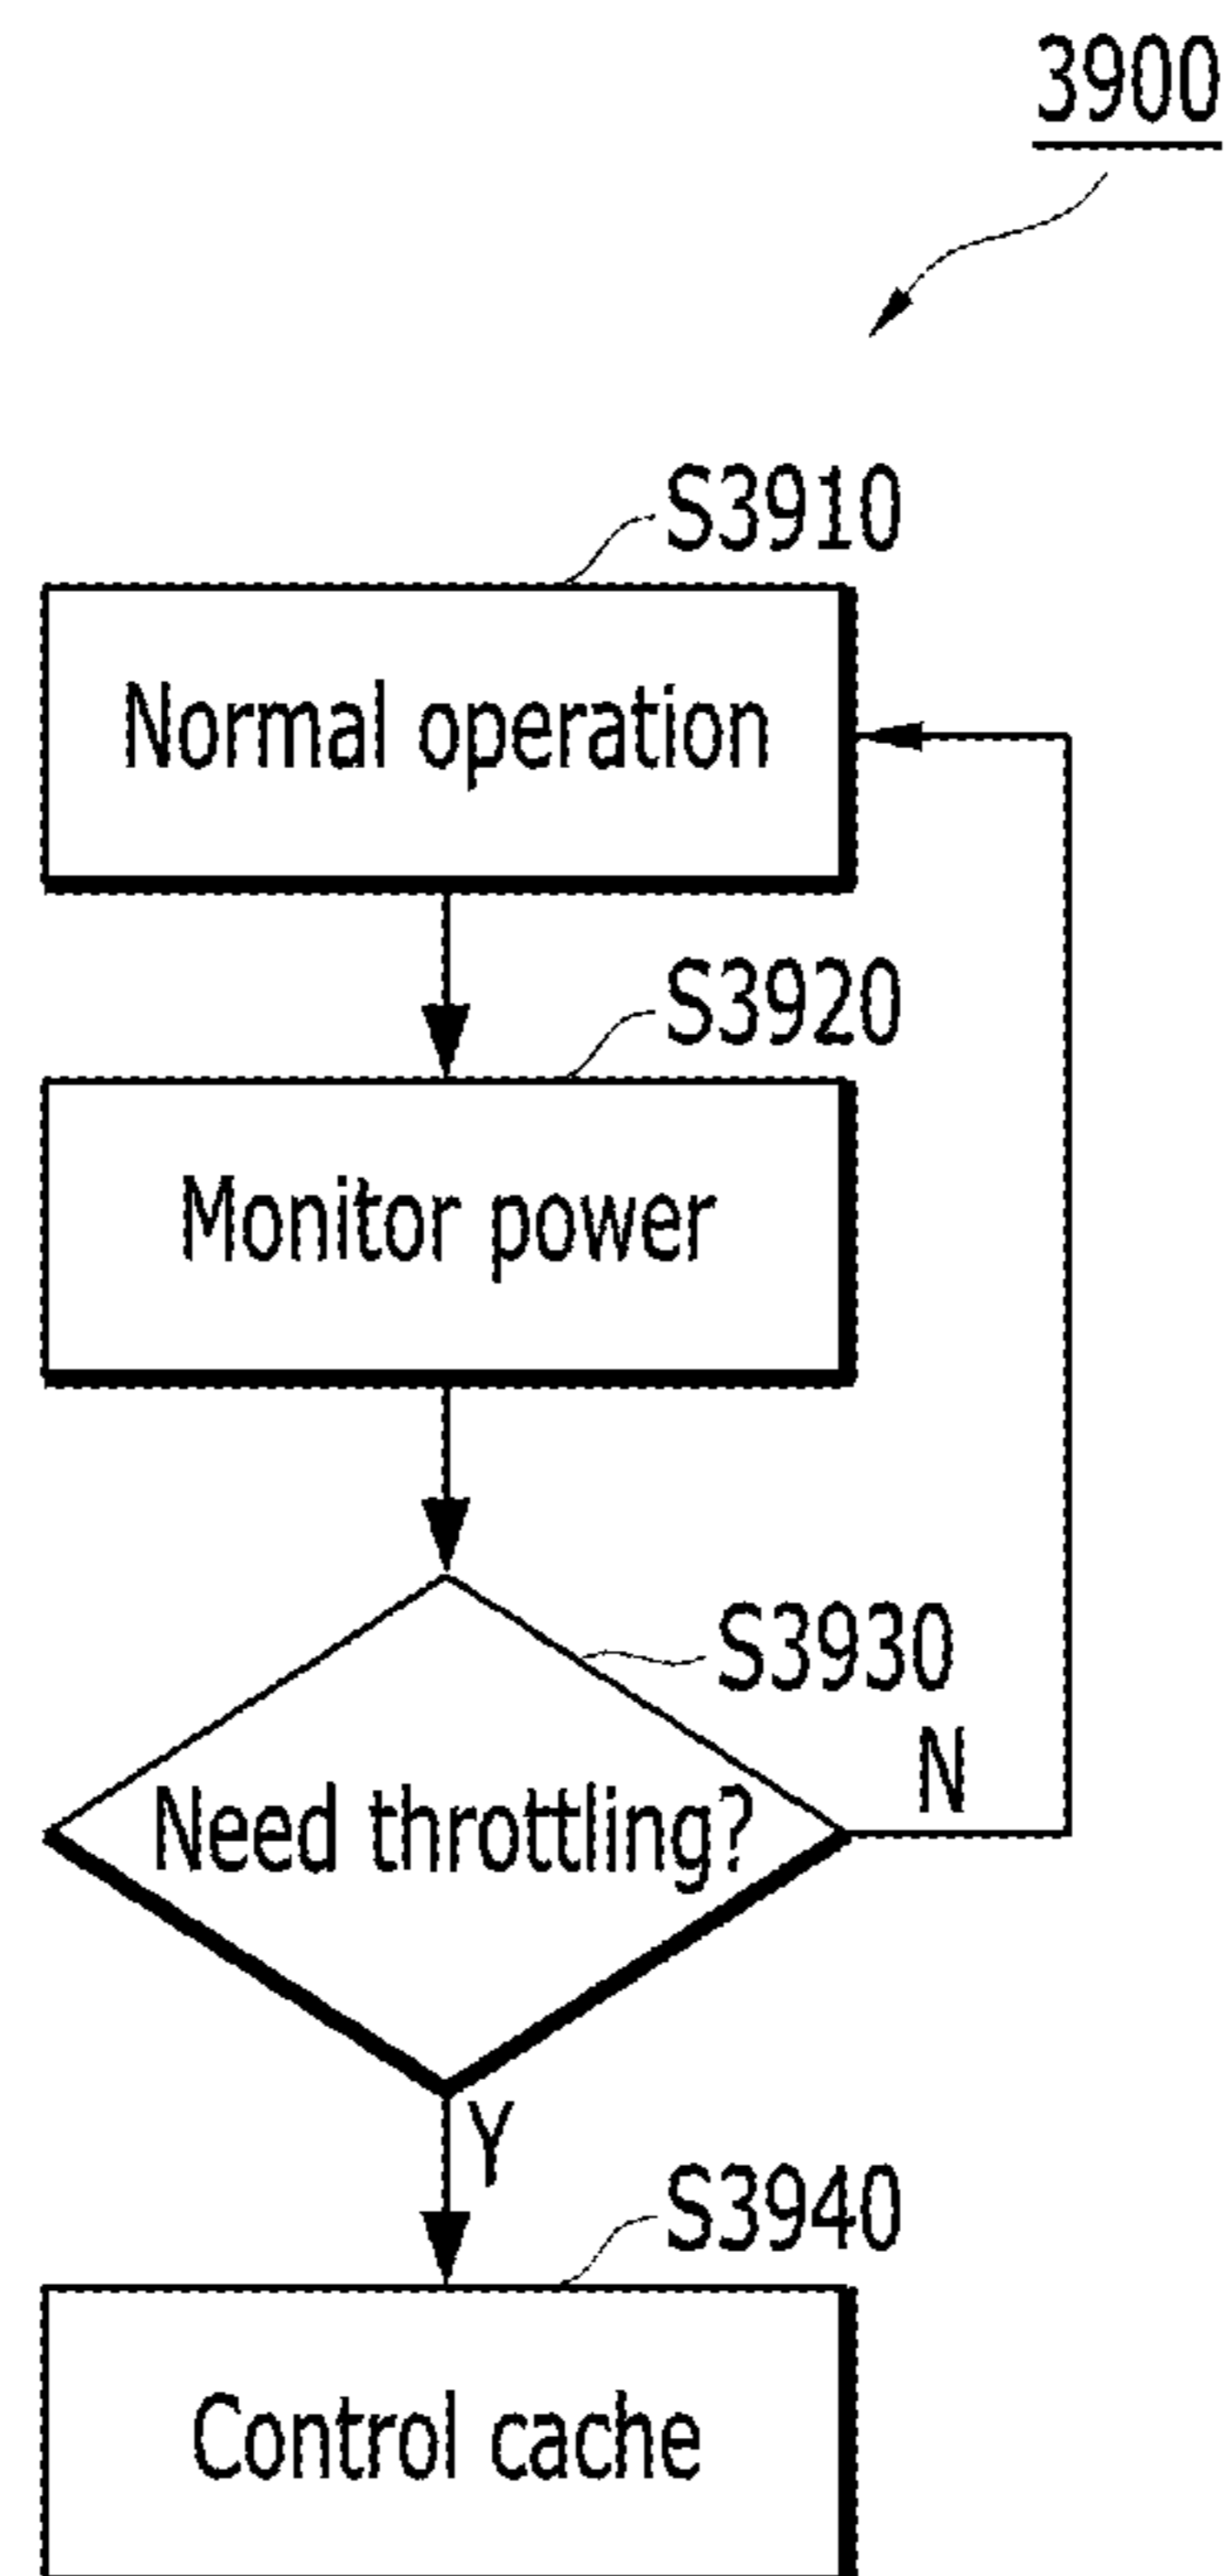 3900
S3910
Normal operation
S3920
Monitor power
S3930
Need throttling?
N
Y
S3940
Control cache